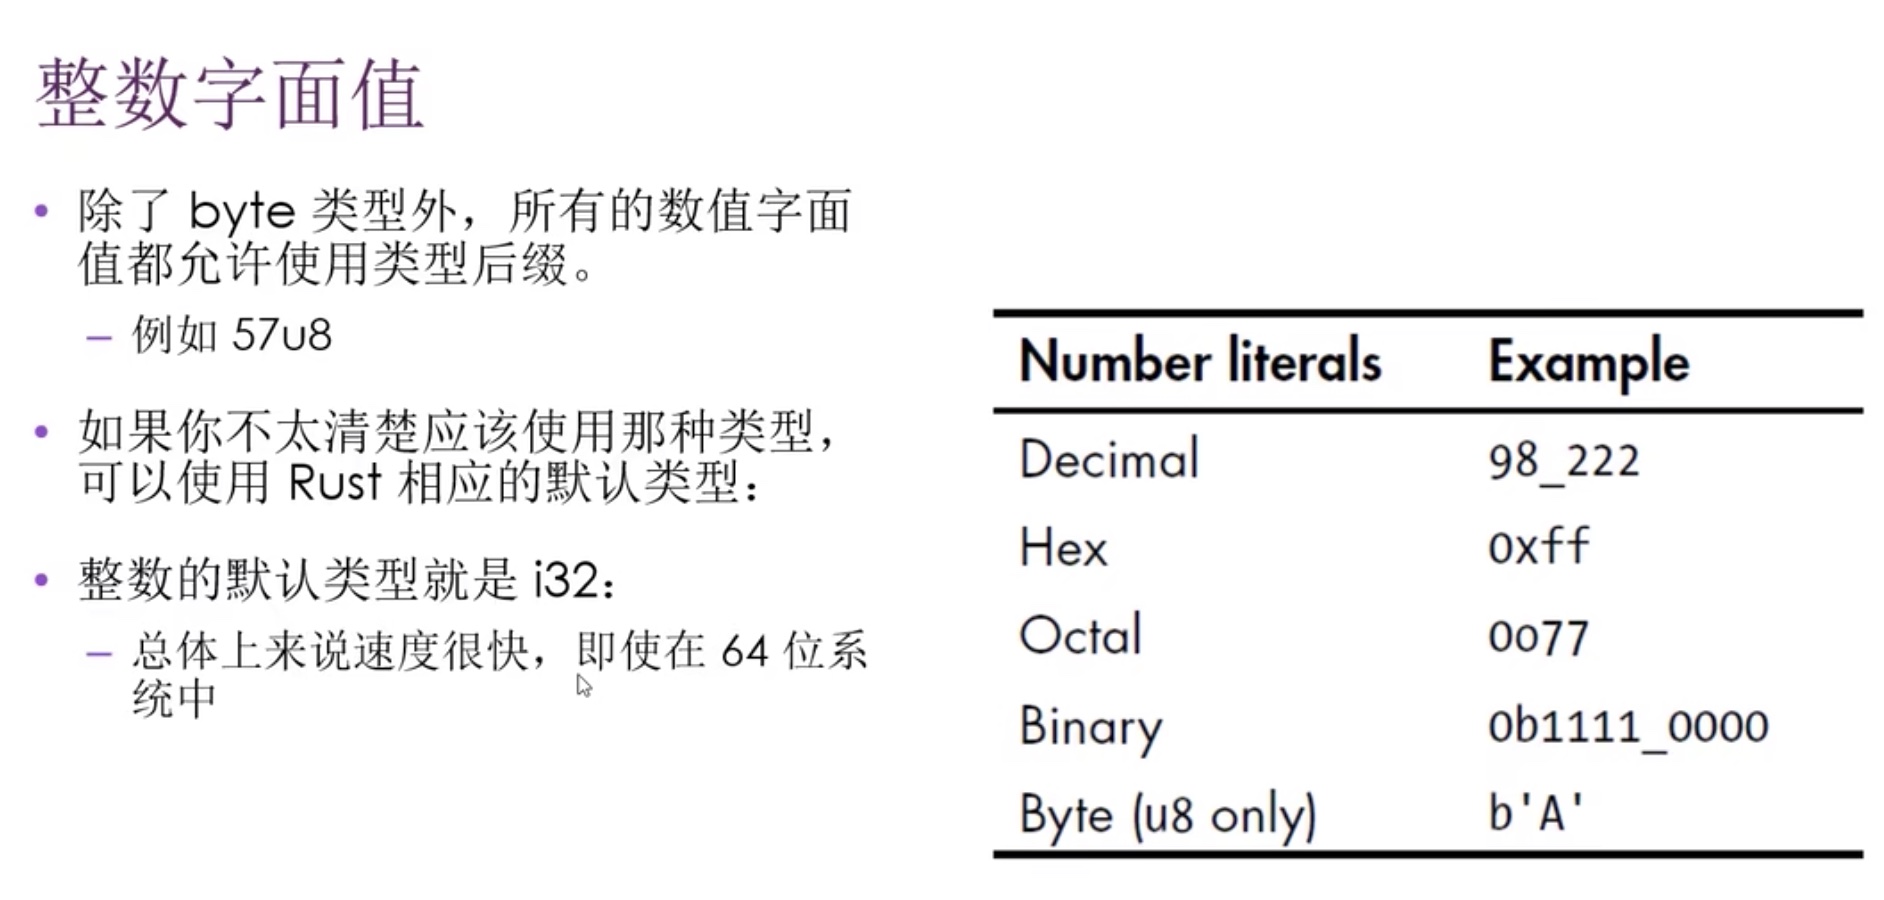 整数字面值
• 除了 byte 类型外，所有的数值字面
值都允许使用类型后缀。
– 例如 57u8
• 如果你不太清楚应该使用那种类型，
可以使用 Rust 相应的默认类型：
• 整数的默认类型就是 i32：
– 总体上来说速度很快，即使在 64 位系
统中
Number literals Example
Decimal 98_222
Hex 0xff
Octal 0o77
Binary 0b1111_0000
Byte (u8 only) b'A'